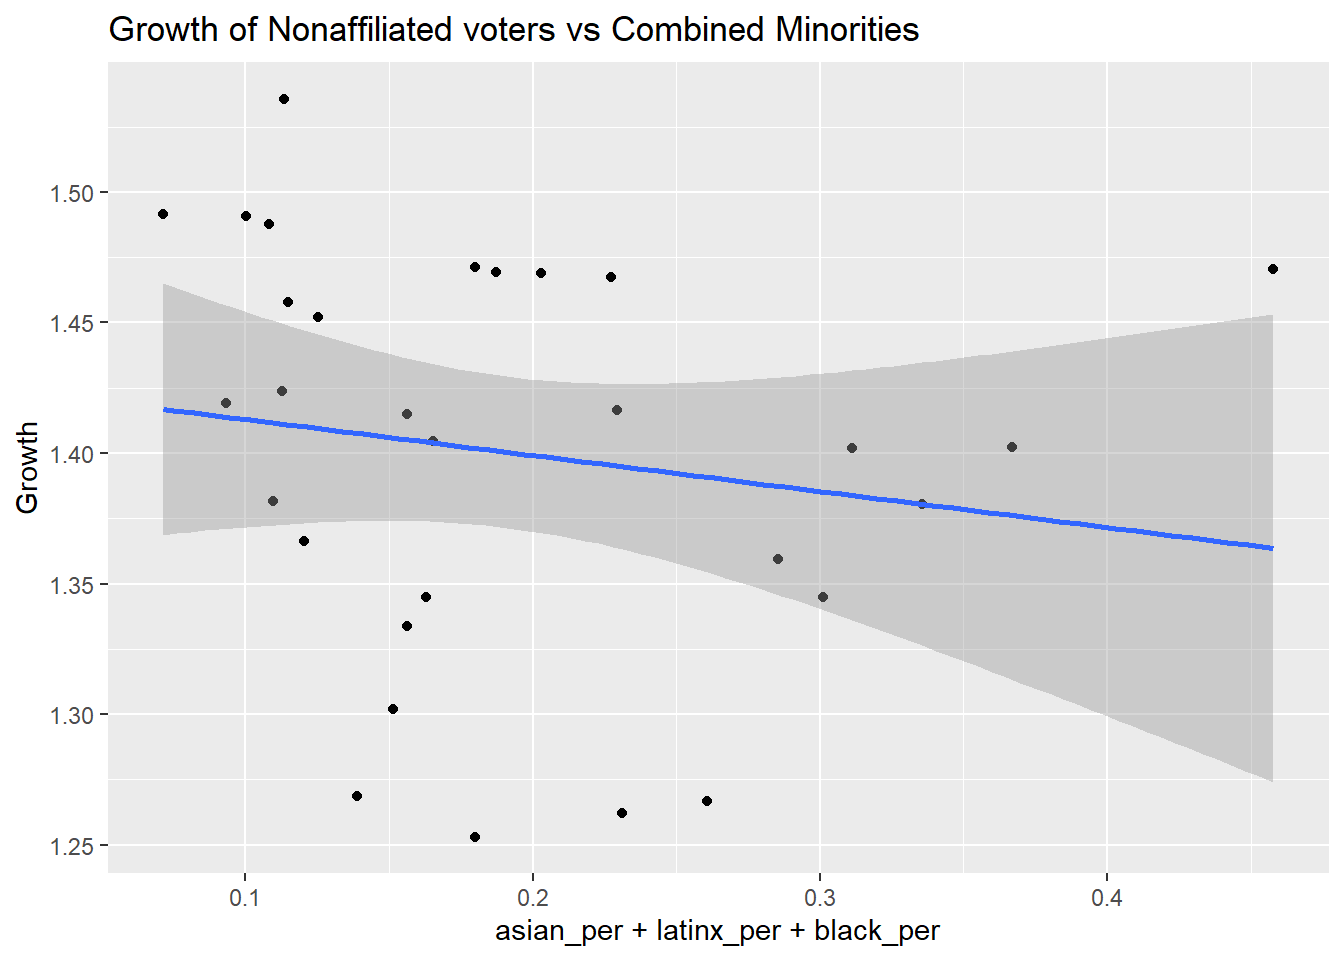 Growth of Nonaffiliated voters vs Combined Minorities
1.50
1.45
1.40
1.35
1.30
1.25
Growth
0.1 0.2 0.3 0.4
asian_per + latinx_per + black_per